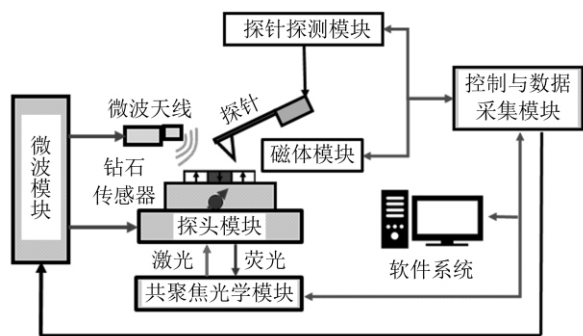 探针探测模块
控制与数据
采集模块
微波天线
探针
微波模块
钻石
传感器
磁体模块
探头模块
激光
荧光
软件系统
共聚焦光学模块